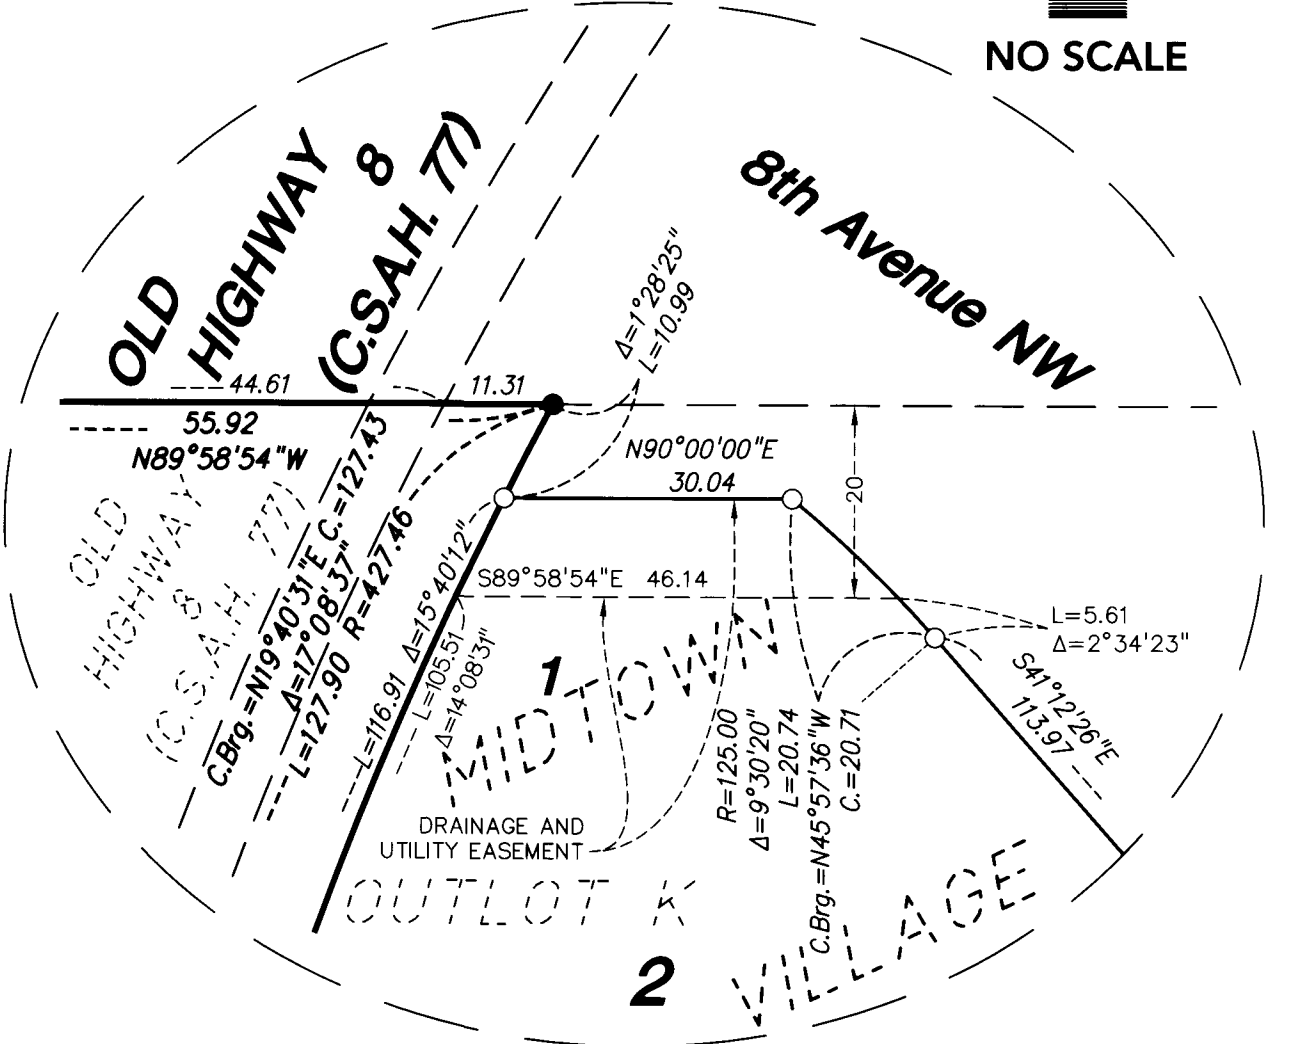 NO SCALE
OLD
HIGHWAY 8
(C.S.A.H. 77)
8th Avenue NW
Δ=1°28'25"
L=10.99
44.61
11.31
55.92
N89°58'54"W
N90°00'00"E
30.04
20
OLD
HIGHWAY 8
(C.S.A.H. 77)
C.Brg.=N19°40'31"E C.=127.43
Δ=17°08'37"
L=127.90 R=427.46
L=116.91 Δ=15°40'12"
L=105.51
Δ=14°08'31"
S89°58'54"E 46.14
L=5.61
Δ=2°34'23"
S41°12'26"E
113.97
1
MIDTOWN
R=125.00
Δ=9°30'20"
L=20.74
C.Brg.=N45°57'36"W
C.=20.71
DRAINAGE AND
UTILITY EASEMENT
OUTLOT K
VILLAGE
2